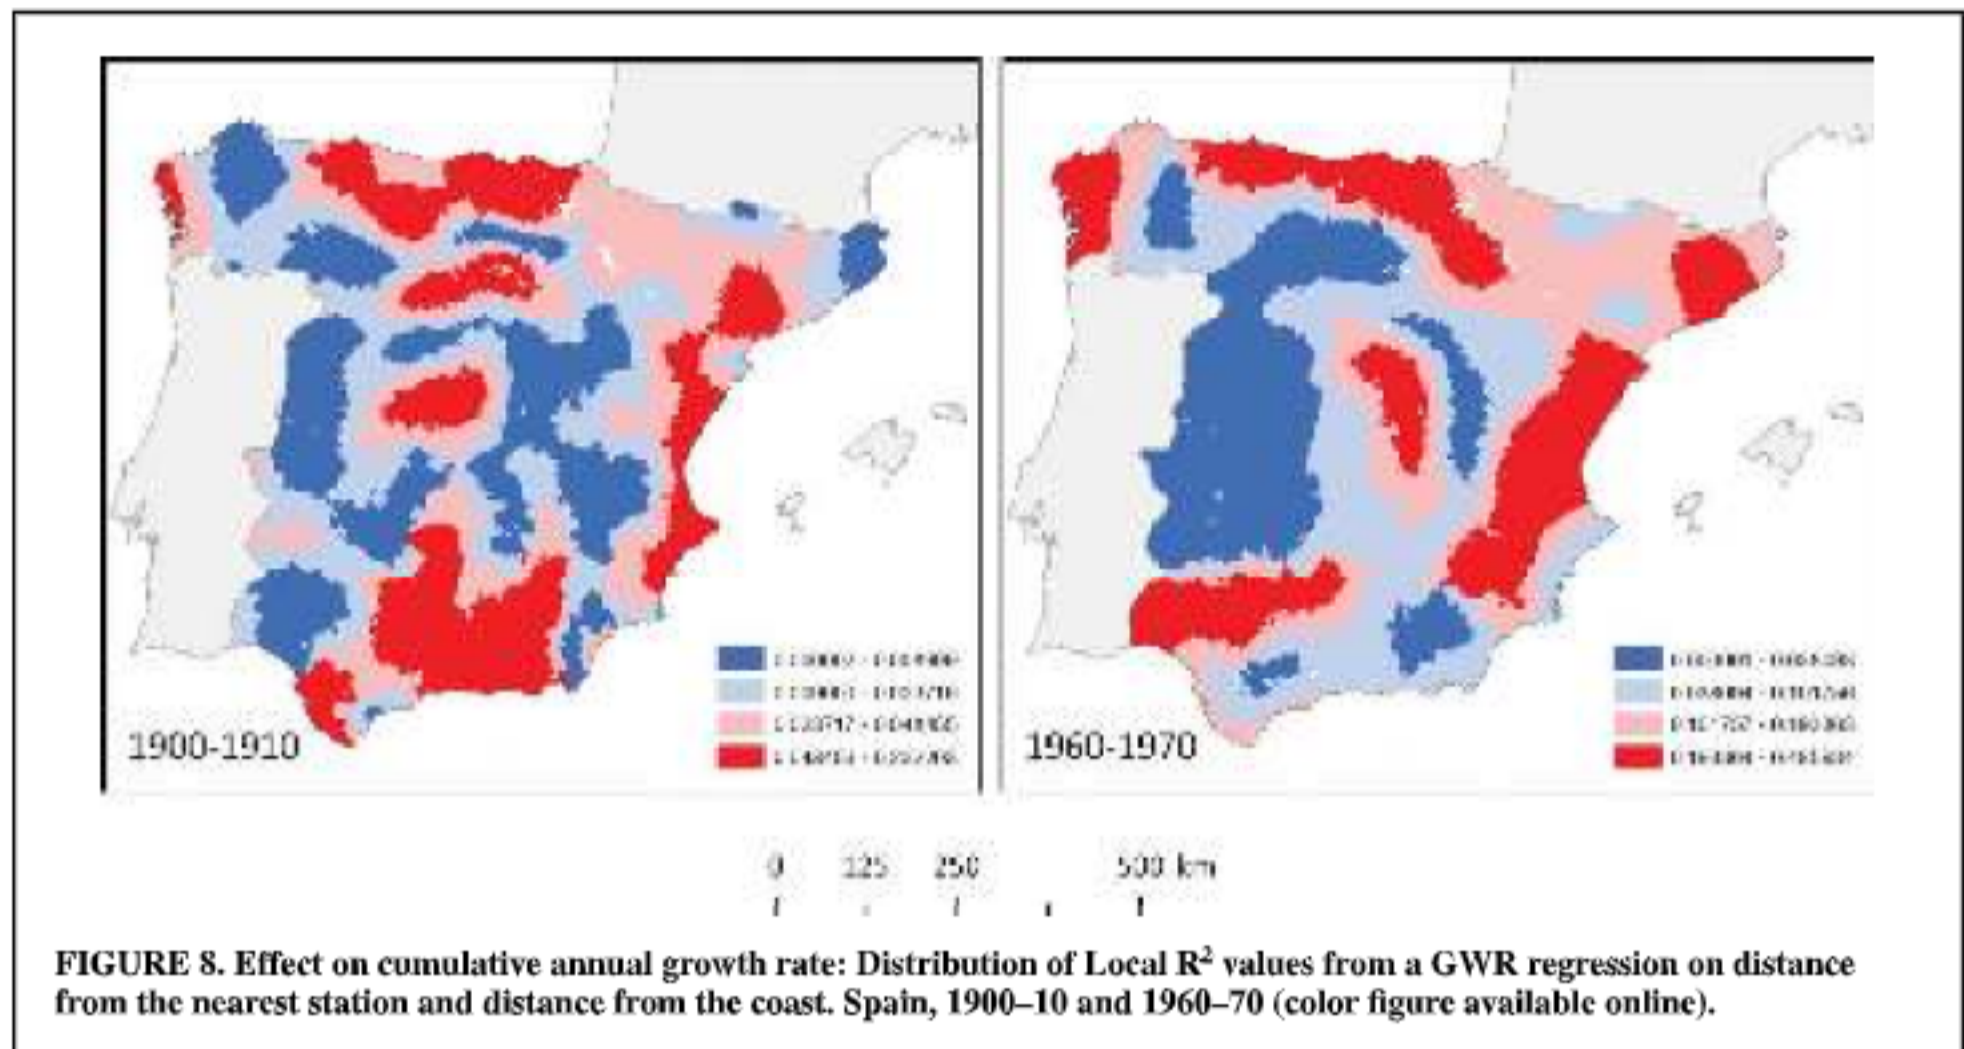 1900-1910
1960-1970
0 125 250 500 km
FIGURE 8. Effect on cumulative annual growth rate: Distribution of Local R² values from a GWR regression on distance
from the nearest station and distance from the coast. Spain, 1900–10 and 1960–70 (color figure available online).